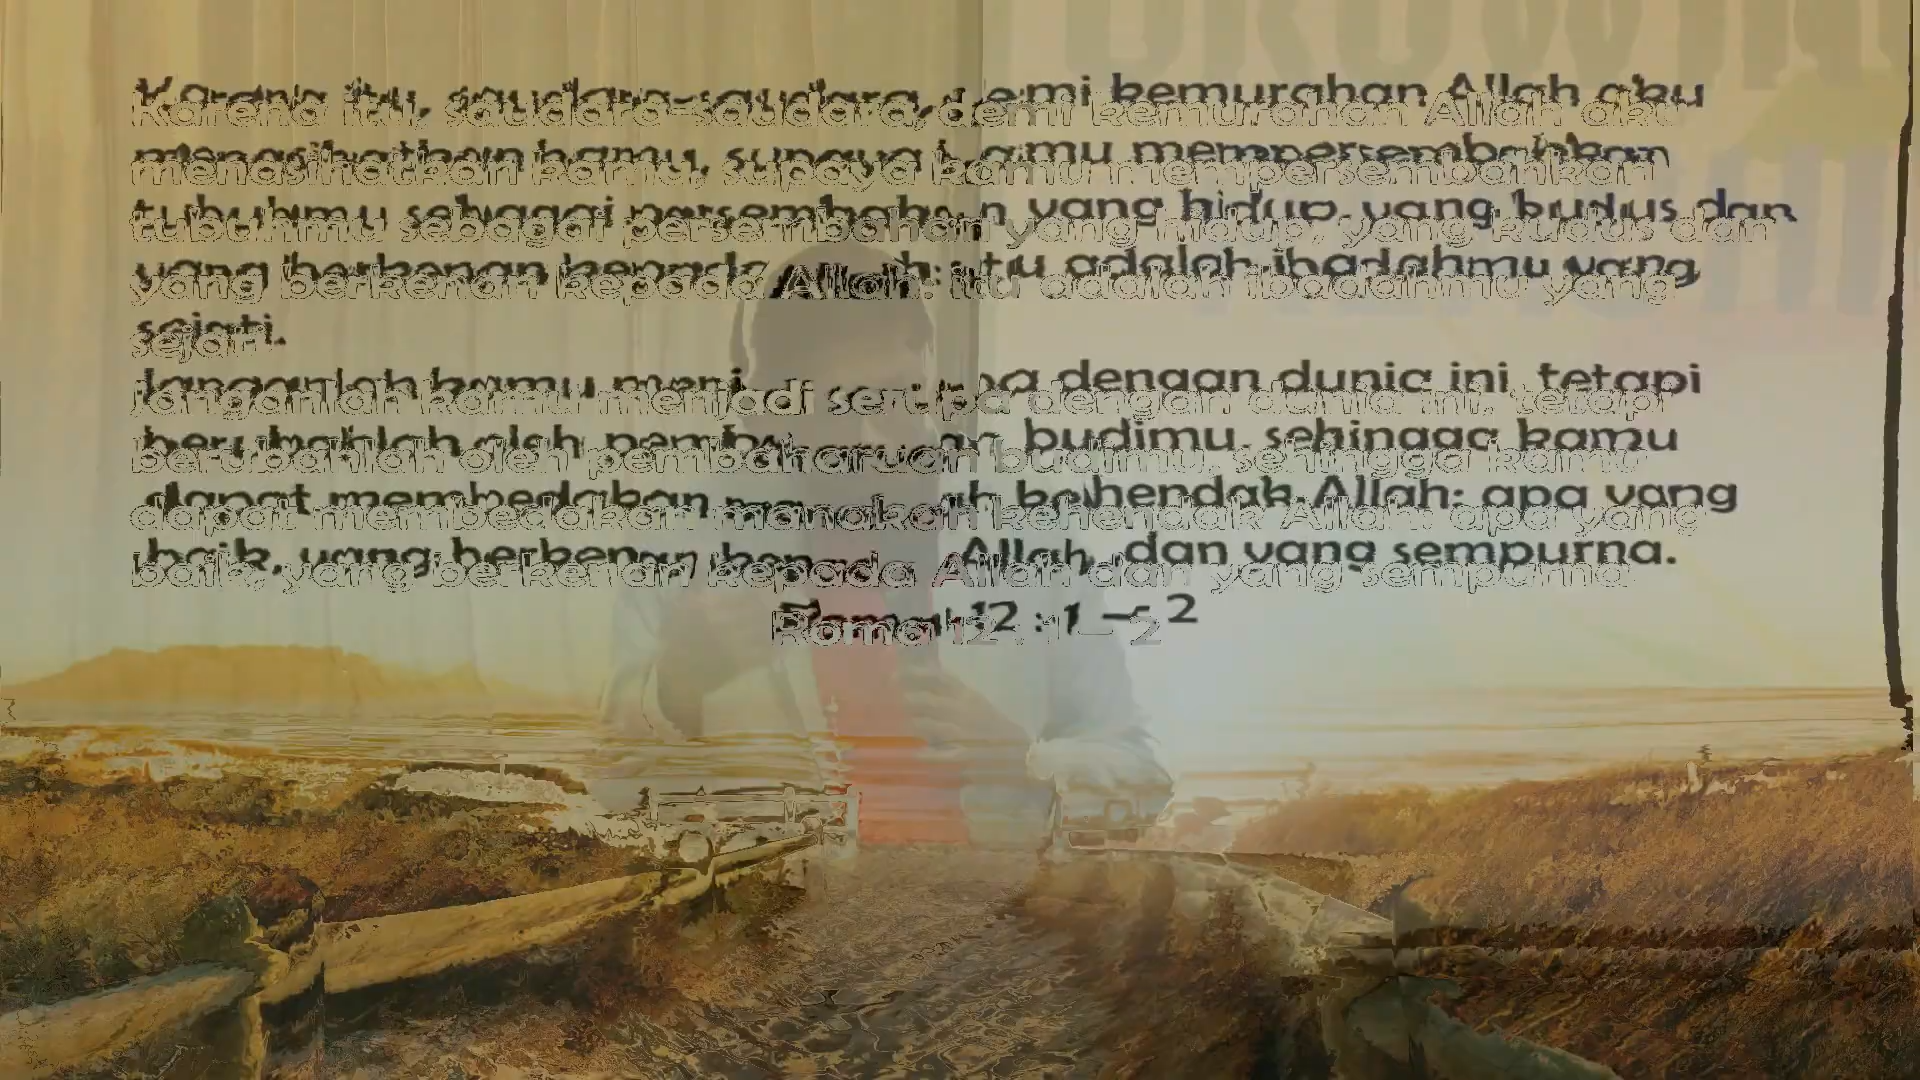 Karena itu, saudara-saudara, demi kemurahan Allah aku
menasihatkan kamu, supaya kamu mempersembahkan
tubuhmu sebagai persembahan yang hidup, yang kudus dan
yang berkenan kepada Allah: itu adalah ibadahmu yang
sejati.
Janganlah kamu menjadi serupa dengan dunia ini, tetapi
berubahlah oleh pembaharuan budimu, sehingga kamu
dapat membedakan manakah kehendak Allah: apa yang
baik, yang berkenan kepada Allah dan yang sempurna.
Roma 12 : 1 – 2